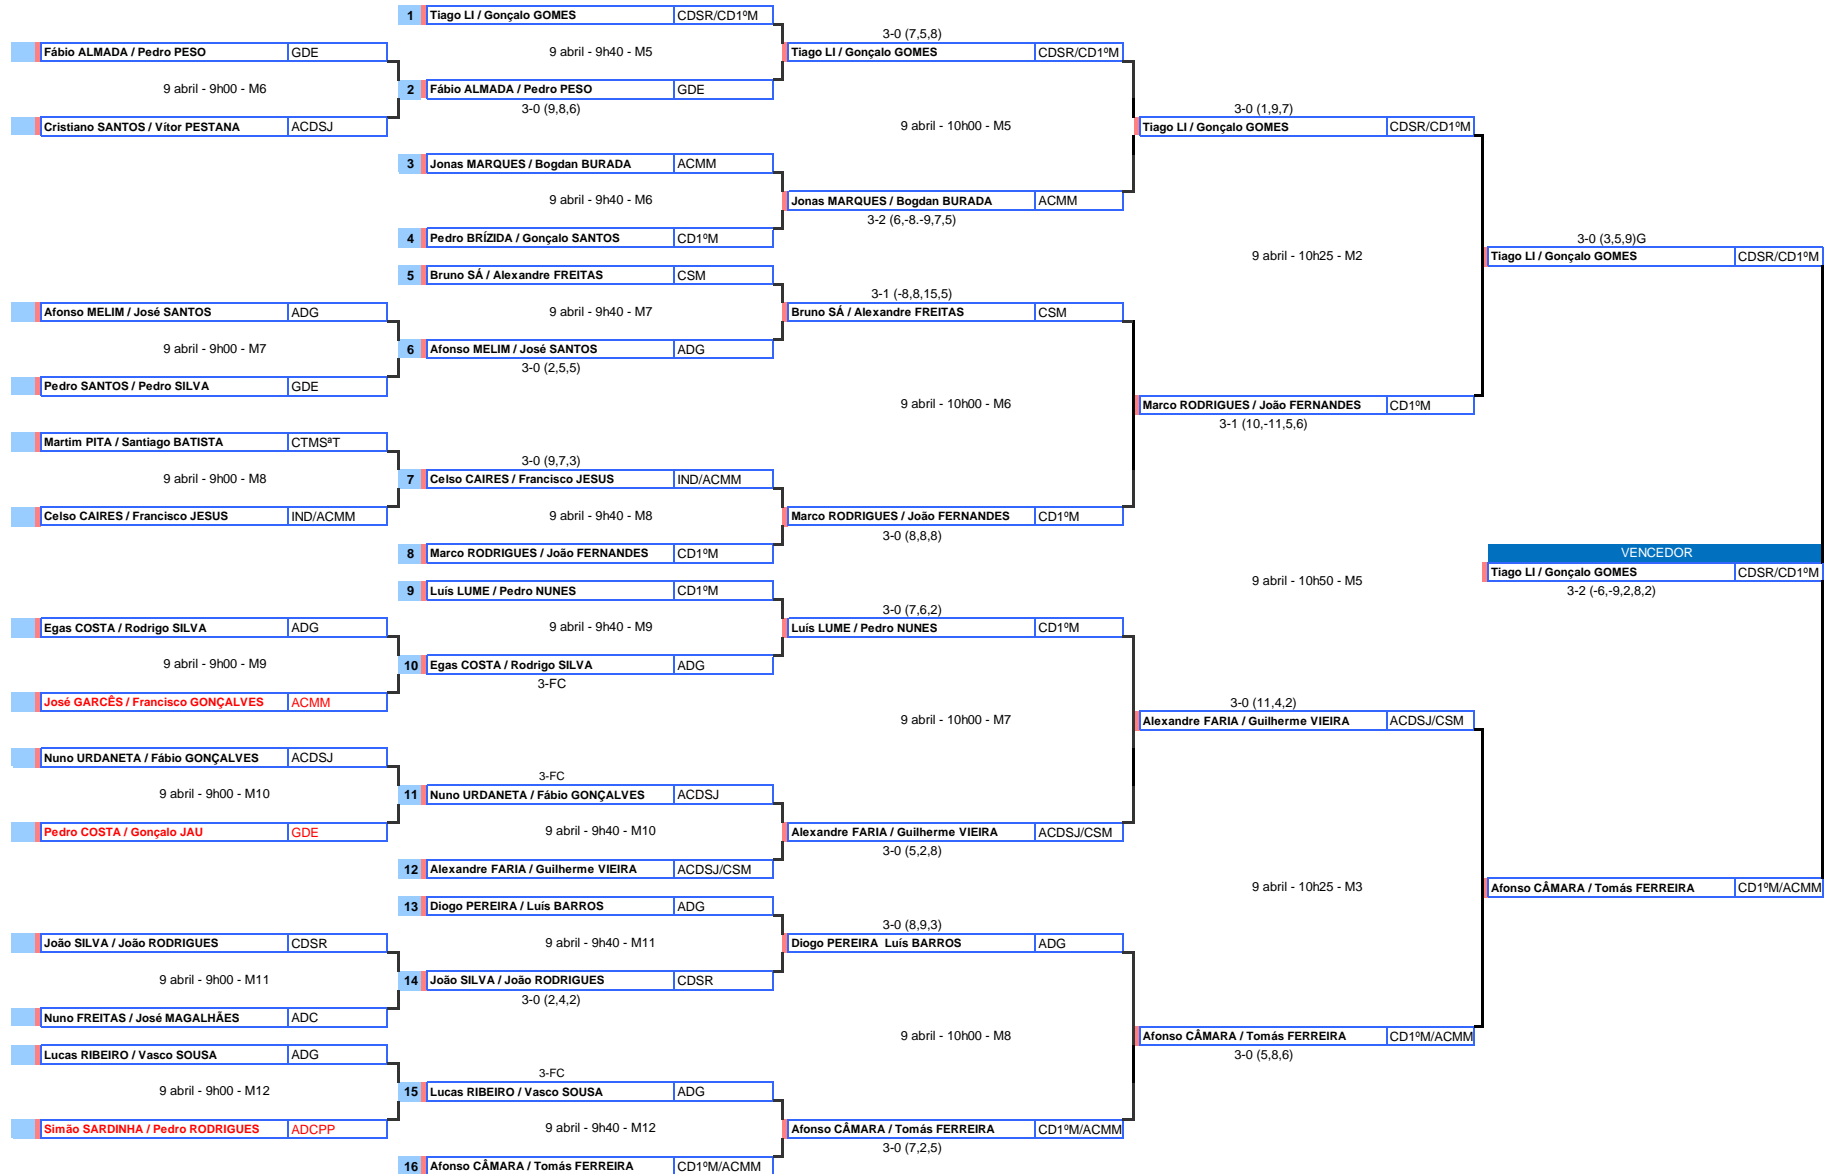 1 Tiago LI / Gonçalo GOMES CDSR/CD1ºM
3-0 (7,5,8)
Fábio ALMADA / Pedro PESO GDE 9 abril - 9h40 - M5 Tiago LI / Gonçalo GOMES CDSR/CD1ºM
9 abril - 9h00 - M6 2 Fábio ALMADA / Pedro PESO GDE
3-0 (9,8,6) 3-0 (1,9,7)
Cristiano SANTOS / Vítor PESTANA ACDSJ 9 abril - 10h00 - M5 Tiago LI / Gonçalo GOMES CDSR/CD1ºM
3 Jonas MARQUES / Bogdan BURADA ACMM
9 abril - 9h40 - M6 Jonas MARQUES / Bogdan BURADA ACMM
3-2 (6,-8.-9,7,5)
4 Pedro BRÍZIDA / Gonçalo SANTOS CD1ºM 3-0 (3,5,9)G
9 abril - 10h25 - M2 Tiago LI / Gonçalo GOMES CDSR/CD1ºM
5 Bruno SÁ / Alexandre FREITAS CSM
3-1 (-8,8,15,5)
Afonso MELIM / José SANTOS ADG 9 abril - 9h40 - M7 Bruno SÁ / Alexandre FREITAS CSM
9 abril - 9h00 - M7 6 Afonso MELIM / José SANTOS ADG
3-0 (2,5,5)
Pedro SANTOS / Pedro SILVA GDE
9 abril - 10h00 - M6 Marco RODRIGUES / João FERNANDES CD1ºM
3-1 (10,-11,5,6)
Martim PITA / Santiago BATISTA CTMSªT
3-0 (9,7,3)
9 abril - 9h00 - M8 7 Celso CAIRES / Francisco JESUS IND/ACMM
Celso CAIRES / Francisco JESUS IND/ACMM 9 abril - 9h40 - M8 Marco RODRIGUES / João FERNANDES CD1ºM
3-0 (8,8,8)
8 Marco RODRIGUES / João FERNANDES CD1ºM VENCEDOR
9 abril - 10h50 - M5 Tiago LI / Gonçalo GOMES CDSR/CD1ºM
9 Luís LUME / Pedro NUNES CD1ºM 3-2 (-6,-9,2,8,2)
3-0 (7,6,2)
Egas COSTA / Rodrigo SILVA ADG 9 abril - 9h40 - M9 Luís LUME / Pedro NUNES CD1ºM
9 abril - 9h00 - M9 10 Egas COSTA / Rodrigo SILVA ADG
3-FC
José GARCÊS / Francisco GONÇALVES ACMM 3-0 (11,4,2)
9 abril - 10h00 - M7 Alexandre FARIA / Guilherme VIEIRA ACDSJ/CSM
Nuno URDANETA / Fábio GONÇALVES ACDSJ
3-FC
9 abril - 9h00 - M10 11 Nuno URDANETA / Fábio GONÇALVES ACDSJ
Pedro COSTA / Gonçalo JAU GDE 9 abril - 9h40 - M10 Alexandre FARIA / Guilherme VIEIRA ACDSJ/CSM
3-0 (5,2,8)
12 Alexandre FARIA / Guilherme VIEIRA ACDSJ/CSM
9 abril - 10h25 - M3 Afonso CÂMARA / Tomás FERREIRA CD1ºM/ACMM
13 Diogo PEREIRA / Luís BARROS ADG
3-0 (8,9,3)
João SILVA / João RODRIGUES CDSR 9 abril - 9h40 - M11 Diogo PEREIRA Luís BARROS ADG
9 abril - 9h00 - M11 14 João SILVA / João RODRIGUES CDSR
3-0 (2,4,2)
Nuno FREITAS / José MAGALHÃES ADC
9 abril - 10h00 - M8 Afonso CÂMARA / Tomás FERREIRA CD1ºM/ACMM
Lucas RIBEIRO / Vasco SOUSA ADG 3-0 (5,8,6)
3-FC
9 abril - 9h00 - M12 15 Lucas RIBEIRO / Vasco SOUSA ADG
Simão SARDINHA / Pedro RODRIGUES ADCPP 9 abril - 9h40 - M12 Afonso CÂMARA / Tomás FERREIRA CD1ºM/ACMM
3-0 (7,2,5)
16 Afonso CÂMARA / Tomás FERREIRA CD1ºM/ACMM